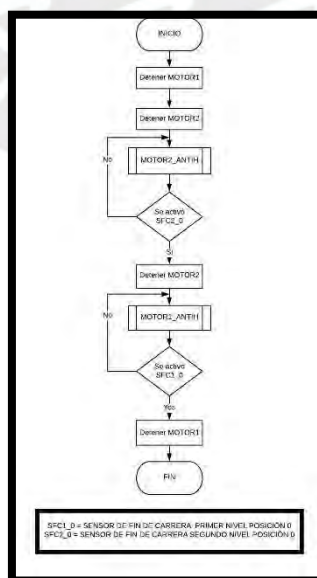 INICIO
Detener MOTOR1
Detener MOTOR2
No
MOTOR2_ANTIH
Se activó
SFC2_0
Si
Detener MOTOR2
No
MOTOR1_ANTIH
Se activó
SFC1_0
Yes
Detener MOTOR1
FIN
SFC1_0 = SENSOR DE FIN DE CARRERA PRIMER NIVEL POSICIÓN 0
SFC2_0 = SENSOR DE FIN DE CARRERA SEGUNDO NIVEL POSICIÓN 0